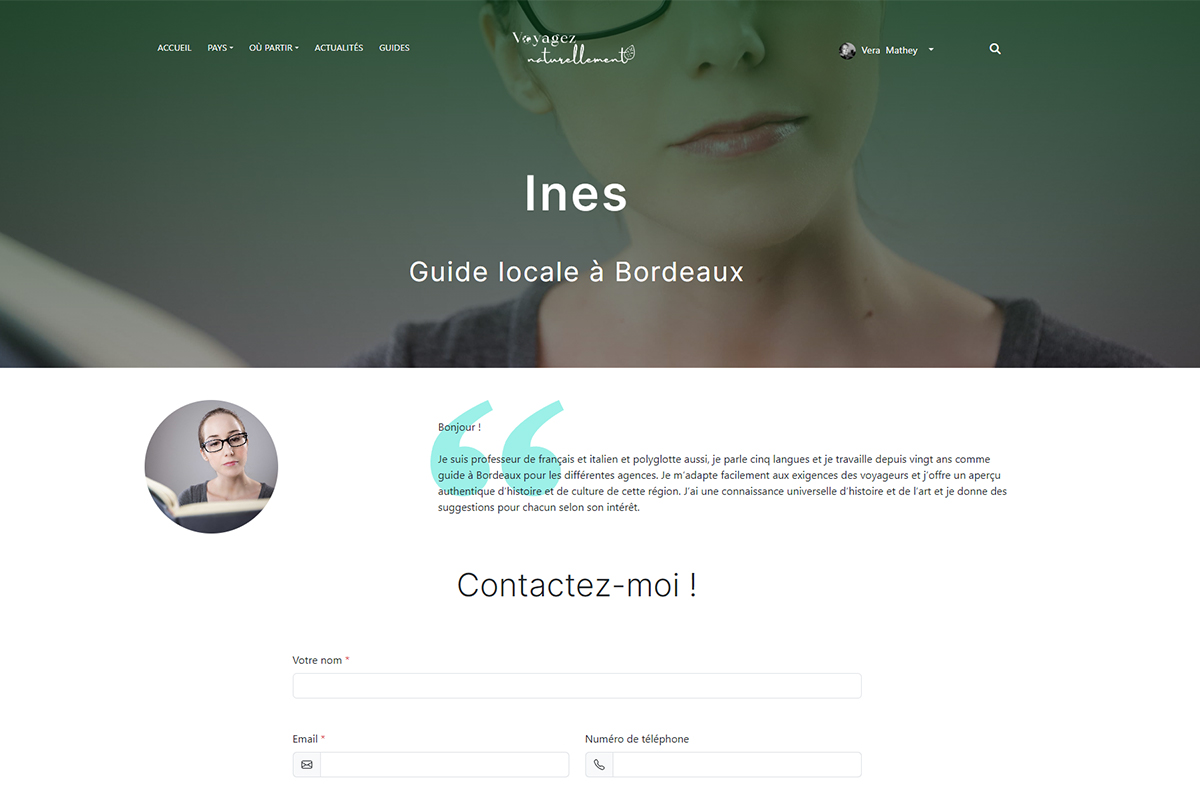 ACCUEIL PAYS OÙ PARTIR ACTUALITÉS GUIDES
Voyagez
naturellement
Vera Mathey
Ines
Guide locale à Bordeaux
Bonjour !
Je suis professeur de français et italien et polyglotte aussi, je parle cinq langues et je travaille depuis vingt ans comme
guide à Bordeaux pour les différentes agences. Je m'adapte facilement aux exigences des voyageurs et j'offre un aperçu
authentique d'histoire et de culture de cette région. J'ai une connaissance universelle d'histoire et de l'art et je donne des
suggestions pour chacun selon son intérêt.
Contactez-moi !
Votre nom *
Email * Numéro de téléphone